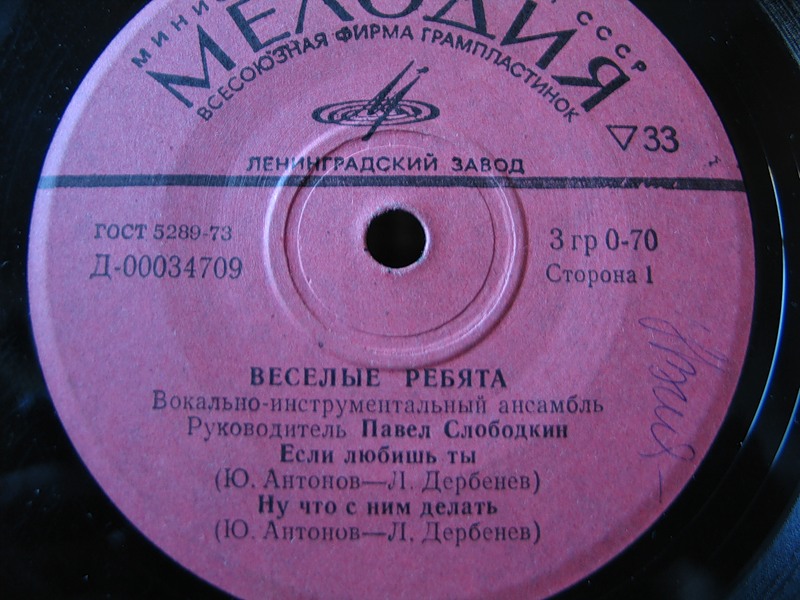 СССР
МЕЛОДИЯ
ВСЕСОЮЗНАЯ ФИРМА ГРАМПЛАСТИНОК
33
ЛЕНИНГРАДСКИЙ ЗАВОД
ГОСТ 5289-73
3 гр 0-70
Д-00034709
Сторона 1
ВЕСЕЛЫЕ РЕБЯТА
Вокально-инструментальный ансамбль
Руководитель Павел Слободкин
Если любишь ты
(Ю. Антонов—Л. Дербенев)
Ну что с ним делать
(Ю. Антонов—Л. Дербенев)